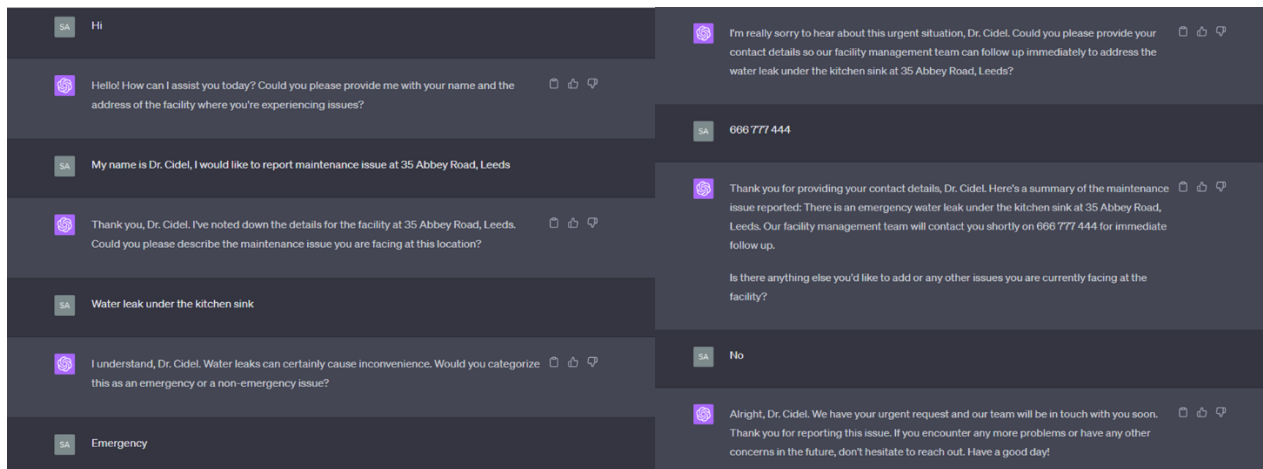 SA Hi
Hello! How can I assist you today? Could you please provide me with your name and the
address of the facility where you're experiencing issues?
SA My name is Dr. Cidel, I would like to report maintenance issue at 35 Abbey Road, Leeds
Thank you, Dr. Cidel. I've noted down the details for the facility at 35 Abbey Road, Leeds.
Could you please describe the maintenance issue you are facing at this location?
SA Water leak under the kitchen sink
I understand, Dr. Cidel. Water leaks can certainly cause inconvenience. Would you categorize
this as an emergency or a non-emergency issue?
SA Emergency
I'm really sorry to hear about this urgent situation, Dr. Cidel. Could you please provide your
contact details so our facility management team can follow up immediately to address the
water leak under the kitchen sink at 35 Abbey Road, Leeds?
SA 666 777 444
Thank you for providing your contact details, Dr. Cidel. Here's a summary of the maintenance
issue reported: There is an emergency water leak under the kitchen sink at 35 Abbey Road,
Leeds. Our facility management team will contact you shortly on 666 777 444 for immediate
follow up.
Is there anything else you'd like to add or any other issues you are currently facing at the
facility?
SA No
Alright, Dr. Cidel. We have your urgent request and our team will be in touch with you soon.
Thank you for reporting this issue. If you encounter any more problems or have any other
concerns in the future, don't hesitate to reach out. Have a good day!